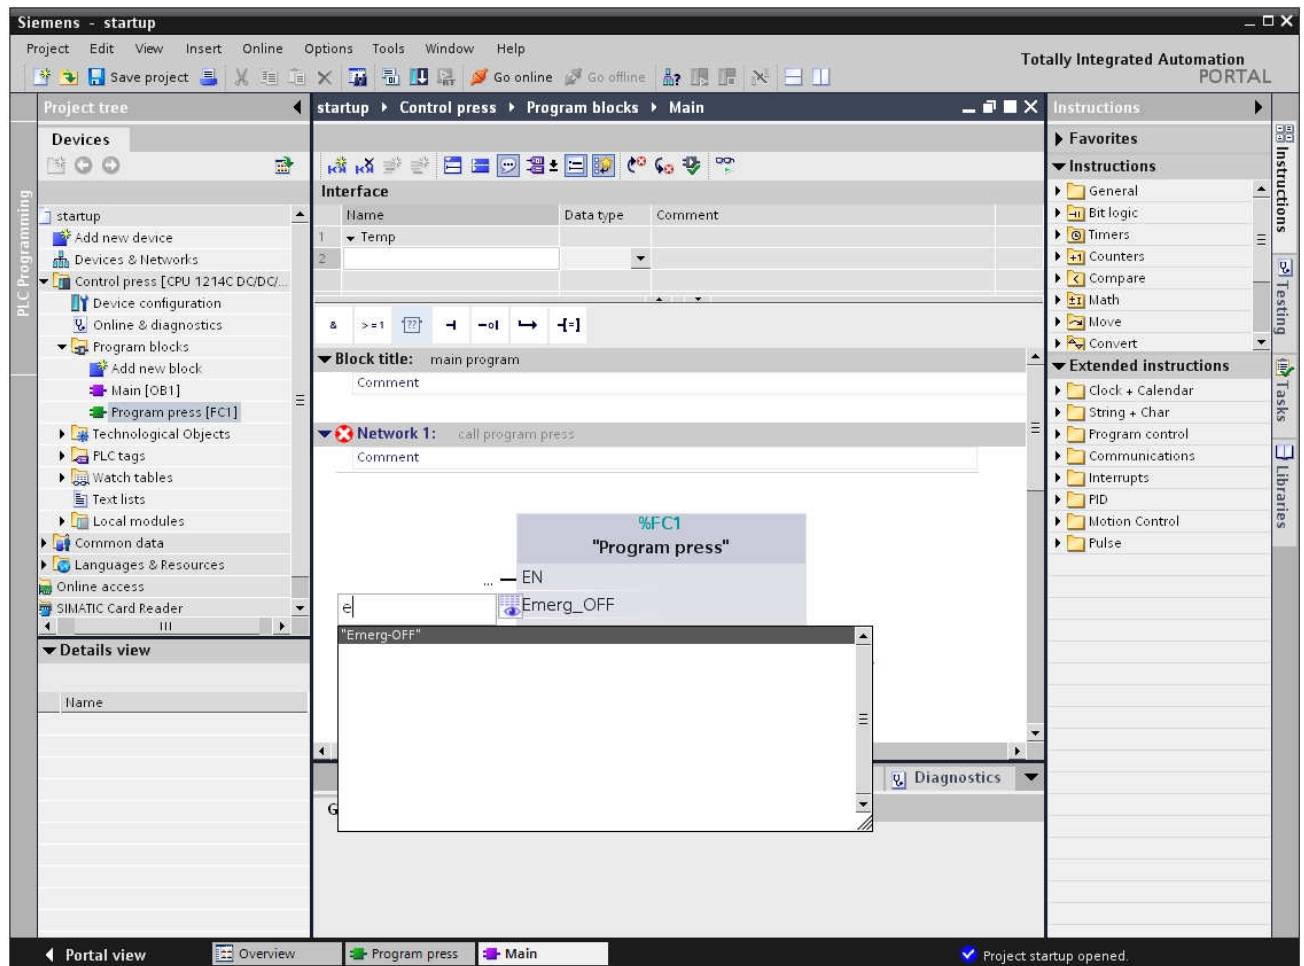 Siemens - startup
Project Edit View Insert Online Options Tools Window Help
Totally Integrated Automation
PORTAL
Save project Go online Go offline
Project tree
startup Control press Program blocks Main
Instructions
Devices
Favorites
Instructions
Interface
General
Name Data type Comment
startup
Bit logic
Add new device
1 Temp
Timers
Devices & Networks
2
Counters
Control press [CPU 1214C DC/DC/...
Compare
Device configuration
Math
Online & diagnostics
& >=1 ?? -o| -[=]
Move
Program blocks
Convert
Block title: main program
Add new block
Extended instructions
Comment
Main [OB1]
Clock + Calendar
Program press [FC1]
String + Char
Technological Objects
Network 1: call program press
Program control
PLC tags
Comment
Communications
Watch tables
Interrupts
Text lists
PID
Local modules
%FC1
Motion Control
Common data
"Program press"
Pulse
Languages & Resources
... EN
Online access
SIMATIC Card Reader
e Emerg_OFF
"Emerg-OFF"
Details view
Name
Diagnostics
G
Portal view Overview Program press Main Project startup opened.
PLC Programming
Instructions
Testing
Tasks
Libraries